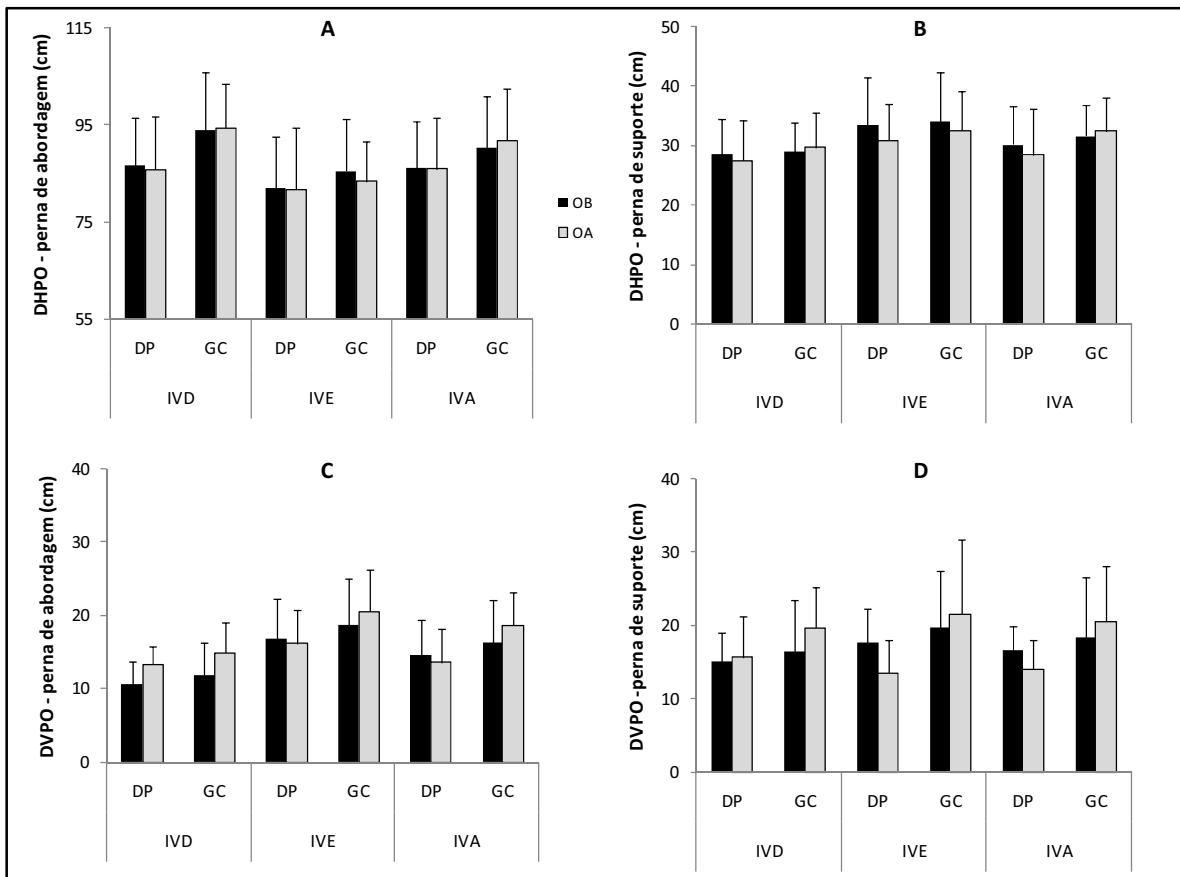 A
DHPO - perna de abordagem (cm)
115
95
75
55
DP GC DP GC DP GC
IVD IVE IVA
OB
OA
B
DHPO - perna de suporte (cm)
50
40
30
20
10
0
DP GC DP GC DP GC
IVD IVE IVA
C
DVPO - perna de abordagem (cm)
40
30
20
10
0
DP GC DP GC DP GC
IVD IVE IVA
D
DVPO -perna de suporte (cm)
40
30
20
10
0
DP GC DP GC DP GC
IVD IVE IVA